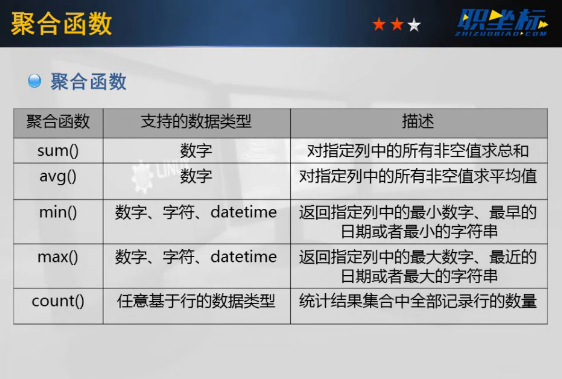 聚合函数
职坐标
ZHIZUOBIAO.COM
聚合函数
聚合函数 支持的数据类型 描述
sum() 数字 对指定列中的所有非空值求总和
avg() 数字 对指定列中的所有非空值求平均值
min() 数字、字符、datetime 返回指定列中的最小数字、最早的
日期或者最小的字符串
max() 数字、字符、datetime 返回指定列中的最大数字、最近的
日期或者最大的字符串
count() 任意基于行的数据类型 统计结果集合中全部记录行的数量